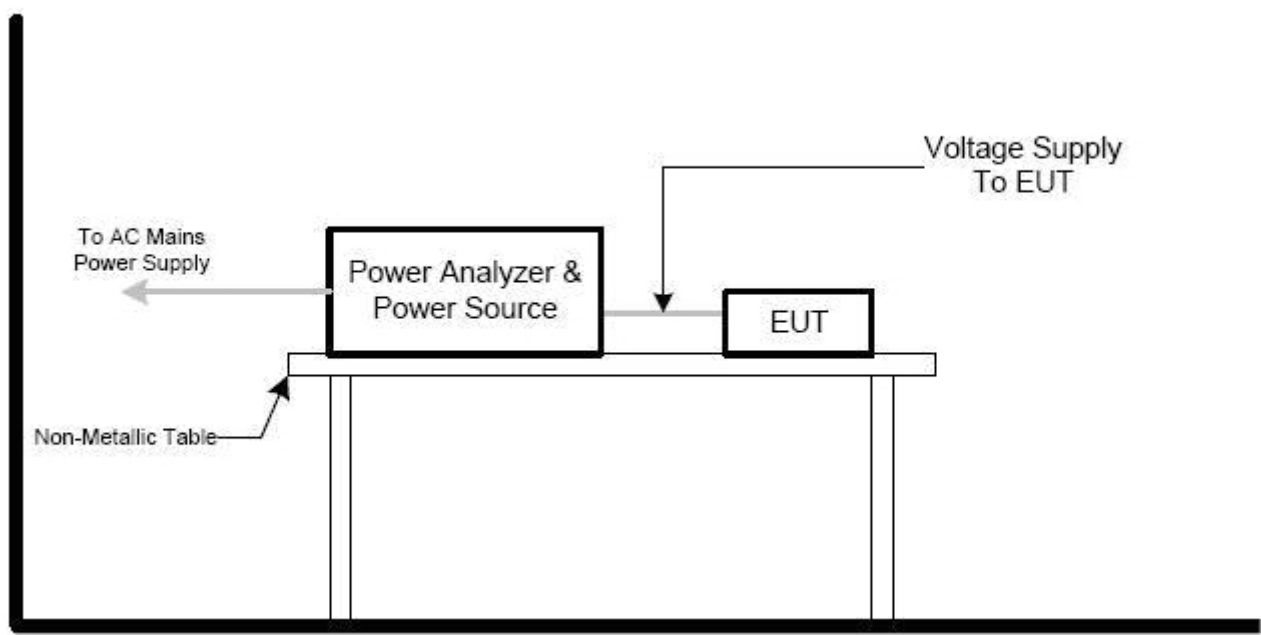 Voltage Supply
To EUT
To AC Mains
Power Supply
Power Analyzer &
Power Source
EUT
Non-Metallic Table